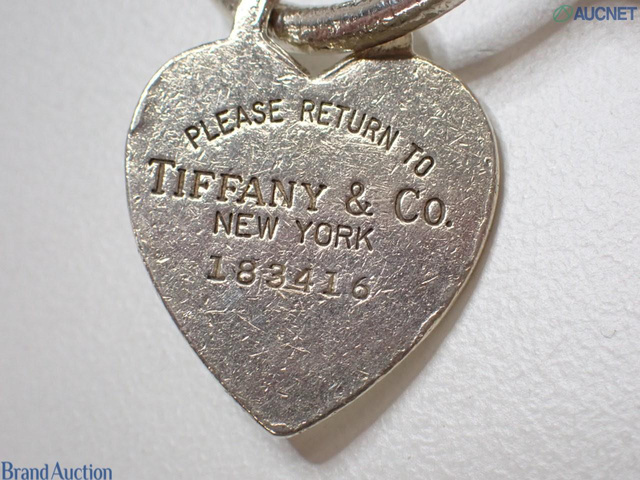 AUCNET
PLEASE RETURN TO
TIFFANY & Co.
NEW YORK
183416
Brand Auction